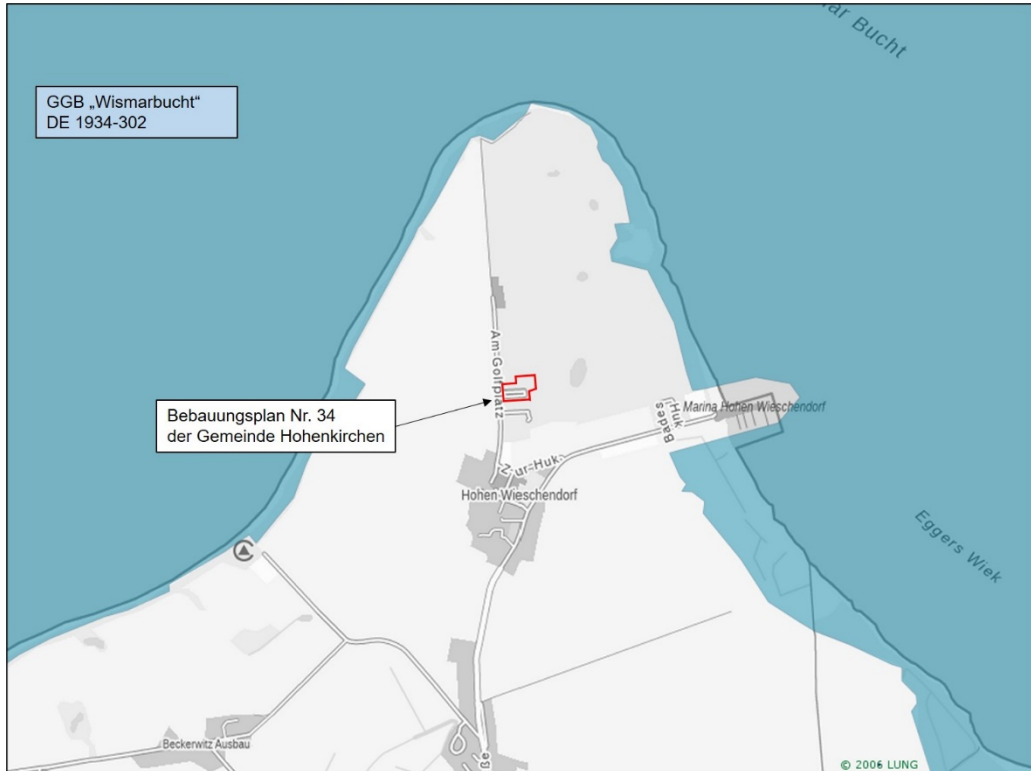 ar Bucht
GGB „Wismarbucht“
DE 1934-302
Am Golfplatz
Bebauungsplan Nr. 34
der Gemeinde Hohenkirchen
Marina Hohen Wieschendorf
Huk
Bades
Zur Huk
Hohen Wieschendorf
Eggers Wiek
Beckerwitz Ausbau
© 2006 LUNG